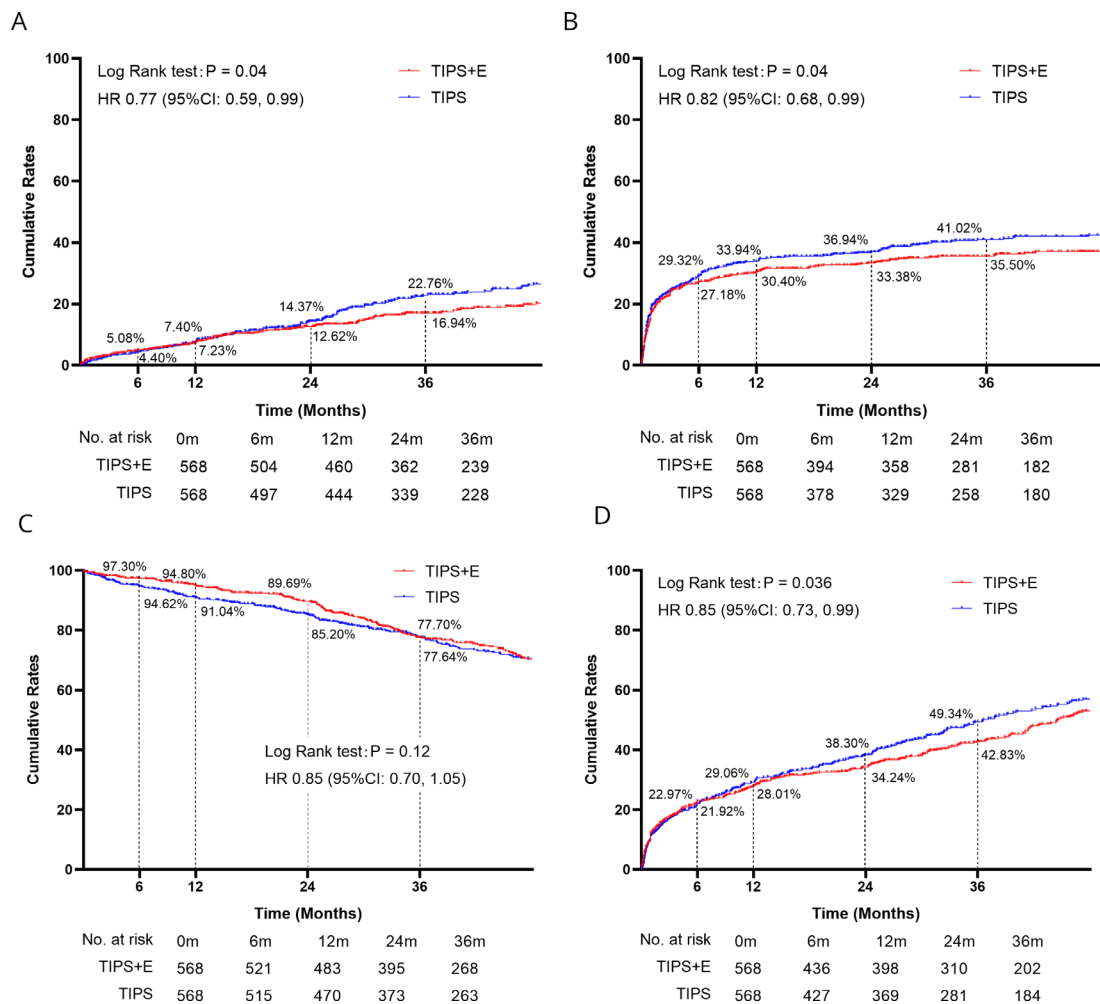 A
100
80
60
40
20
0
Cumulative Rates
Log Rank test: P = 0.04
HR 0.77 (95%CI: 0.59, 0.99)
TIPS+E
TIPS
5.08%
4.40%
7.40%
7.23%
14.37%
12.62%
22.76%
16.94%
6 12 24 36
Time (Months)
No. at risk 0m 6m 12m 24m 36m
TIPS+E 568 504 460 362 239
TIPS 568 497 444 339 228
B
100
80
60
40
20
0
Cumulative Rates
Log Rank test: P = 0.04
HR 0.82 (95%CI: 0.68, 0.99)
TIPS+E
TIPS
29.32%
27.18%
33.94%
30.40%
36.94%
33.38%
41.02%
35.50%
6 12 24 36
Time (Months)
No. at risk 0m 6m 12m 24m 36m
TIPS+E 568 394 358 281 182
TIPS 568 378 329 258 180
C
100
80
60
40
20
0
Cumulative Rates
97.30%
94.62%
94.80%
91.04%
89.69%
85.20%
77.70%
77.64%
TIPS+E
TIPS
Log Rank test: P = 0.12
HR 0.85 (95%CI: 0.70, 1.05)
6 12 24 36
Time (Months)
No. at risk 0m 6m 12m 24m 36m
TIPS+E 568 521 483 395 268
TIPS 568 515 470 373 263
D
100
80
60
40
20
0
Cumulative Rates
Log Rank test: P = 0.036
HR 0.85 (95%CI: 0.73, 0.99)
TIPS+E
TIPS
22.97%
21.92%
29.06%
28.01%
38.30%
34.24%
49.34%
42.83%
6 12 24 36
Time (Months)
No. at risk 0m 6m 12m 24m 36m
TIPS+E 568 436 398 310 202
TIPS 568 427 369 281 184